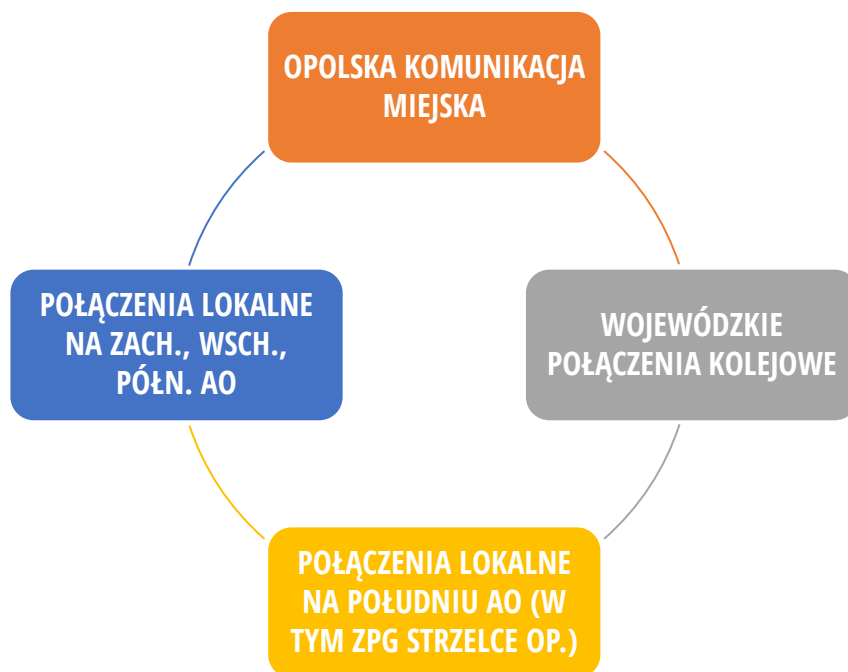 OPOLSKA KOMUNIKACJA
MIEJSKA
POŁĄCZENIA LOKALNE
NA ZACH., WSCH.,
PÓŁN. AO
WOJEWÓDZKIE
POŁĄCZENIA KOLEJOWE
POŁĄCZENIA LOKALNE
NA POŁUDNIU AO (W
TYM ZPG STRZELCE OP.)